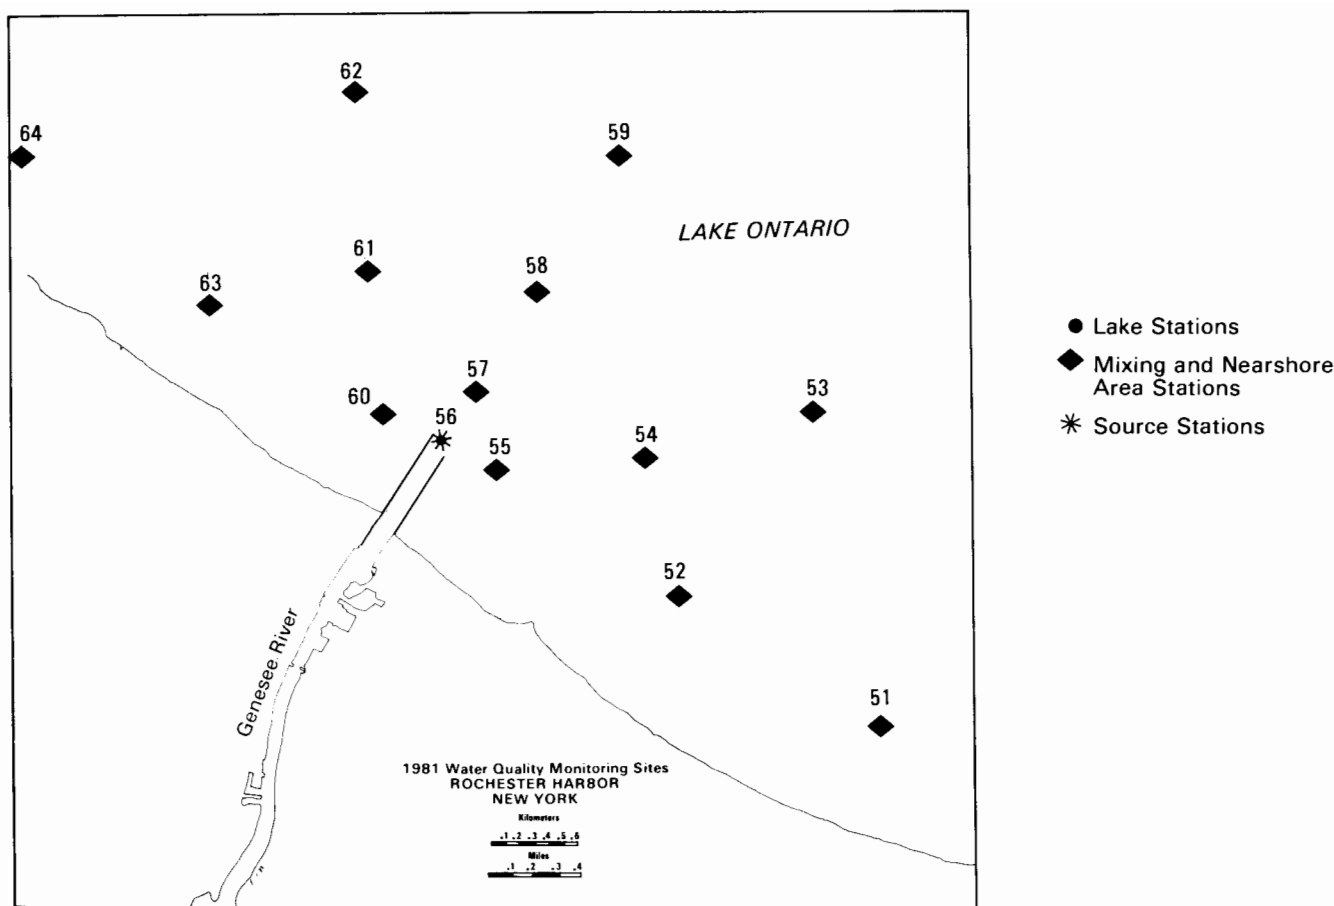 62
64
59
LAKE ONTARIO
61
58
63
57
53
60
56
54
55
52
51
Genesee River
Lake Stations
Mixing and Nearshore
Area Stations
Source Stations
1981 Water Quality Monitoring Sites
ROCHESTER HARBOR
NEW YORK
Kilometers
.1 .2 .3 .4 .5 .6
Miles
.1 .2 .3 .4